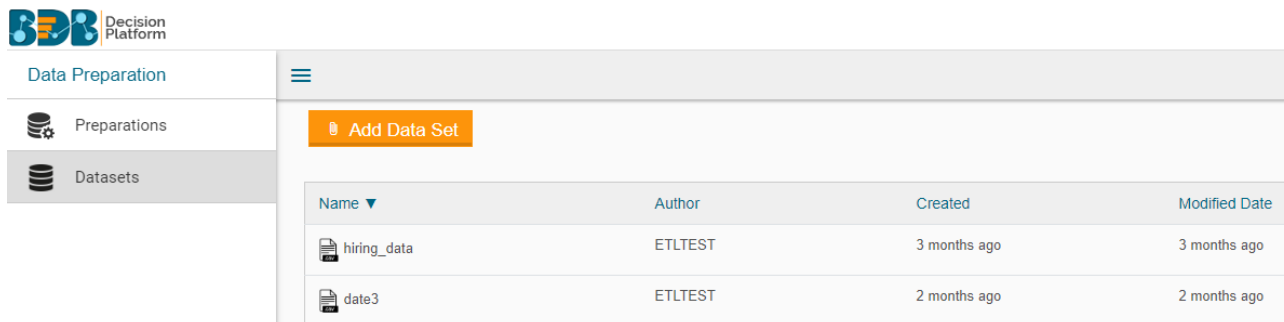 BDB Decision
Platform
Data Preparation
Preparations
Add Data Set
Datasets
Name ▼ Author Created Modified Date
hiring_data ETLTEST 3 months ago 3 months ago
date3 ETLTEST 2 months ago 2 months ago